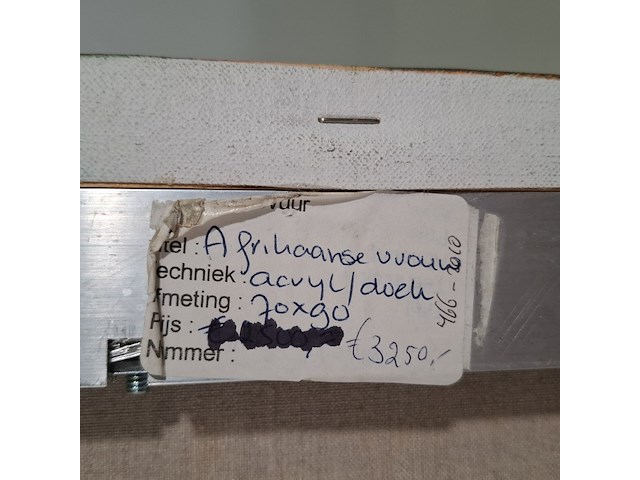 vuur
itel : Afrikaanse vrouw
echniek : acryl/doek
fmeting : 70x90
Prijs : € 3250,-
Nummer :
466-2010